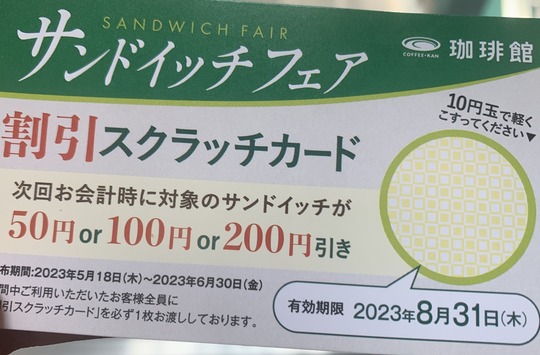 SANDWICH FAIR
サンドイッチフェア
COFFEE-KAN
珈琲館
割引スクラッチカード
10円玉で軽く
こすってください
次回お会計時に対象のサンドイッチが
50円or100円or200円引き
布期間:2023年5月18日(木)~2023年6月30日(金)
間中ご利用いただいたお客様全員に
引スクラッチカード」を必ず1枚お渡ししております。
有効期限 2023年8月31日(木)